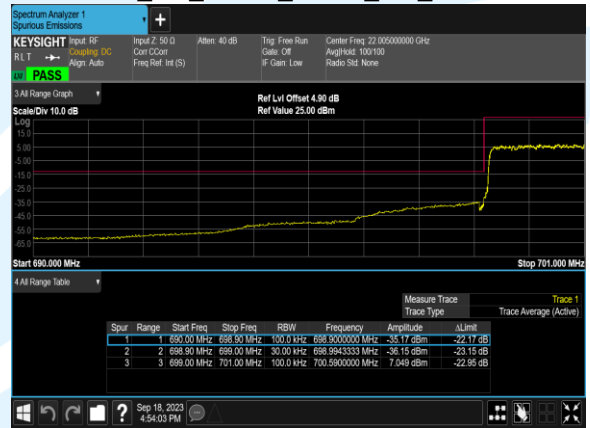 Spectrum Analyzer 1
Spurious Emissions
KEYSIGHT Input: RF Input Z: 50 Ω Atten: 40 dB Trig: Free Run Center Freq: 22.005000000 GHz
Coupling: DC Corr CCorr Gate: Off Avg|Hold: 100/100
RLT Align: Auto Freq Ref: Int (S) IF Gain: Low Radio Std: None
PASS
3 All Range Graph
Ref Lvl Offset 4.90 dB
Scale/Div 10.0 dB Ref Value 25.00 dBm
Log
15.0
5.00
-5.00
-15.0
-25.0
-35.0
-45.0
-55.0
-65.0
Start 690.000 MHz Stop 701.000 MHz
4 All Range Table
Measure Trace Trace 1
Trace Type Trace Average (Active)
Spur Range Start Freq Stop Freq RBW Frequency Amplitude ΔLimit
1 1 690.00 MHz 698.90 MHz 100.0 kHz 698.9000000 MHz -35.17 dBm -22.17 dB
2 2 698.90 MHz 699.00 MHz 30.00 kHz 698.9943333 MHz -36.15 dBm -23.15 dB
3 3 699.00 MHz 701.00 MHz 100.0 kHz 700.5900000 MHz 7.049 dBm -22.95 dB
? Sep 18, 2023
4:54:03 PM